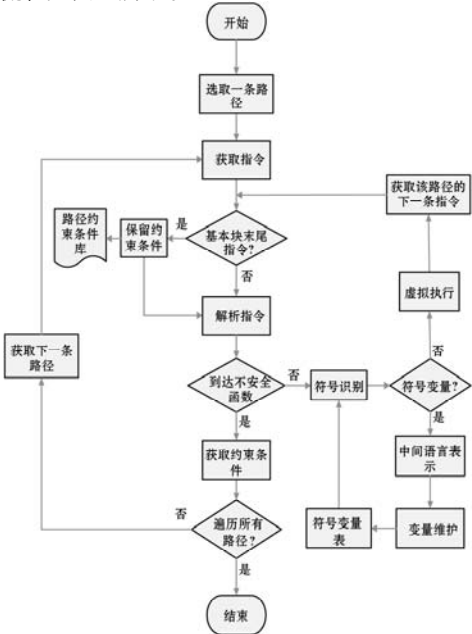 开始
选取一条路
径
获取指令
获取该路径的
下一条指令
路径约
束条件
库
保留约
束条件
是
基本块末尾
指令?
否
虚拟执行
解析指令
获取下一条
路径
到达不安全
函数
否
符号识别
否
符号变量?
是
是
获取约束条
件
中间语言表
示
否
遍历所有
路径?
符号变量
表
变量维护
是
结束